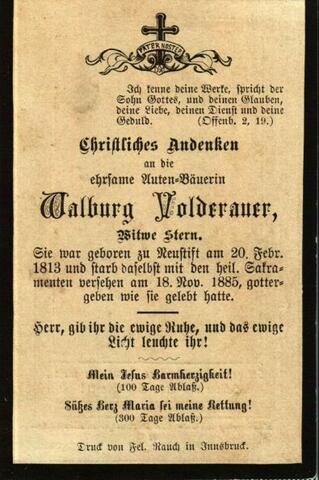 PATER NOSTER
Ich kenne deine Werke, spricht der
Sohn Gottes, und deinen Glauben,
deine Liebe, deinen Dienst und deine
Geduld. (Offenb. 2, 19.)
Christliches Andenken
an die
ehrsame Auten-Bäuerin
Walburg Volderauer,
Witwe Stern.
Sie war geboren zu Neustift am 20. Febr.
1813 und starb daselbst mit den heil. Sakra-
menten versehen am 18. Nov. 1885, gotter-
geben wie sie gelebt hatte.
Herr, gib ihr die ewige Ruhe, und das ewige
Licht leuchte ihr!
Mein Jesus Barmherzigkeit!
(100 Tage Ablaß.)
Süßes Herz Maria sei meine Rettung!
(300 Tage Ablaß.)
Druck von Fel. Rauch in Innsbruck.